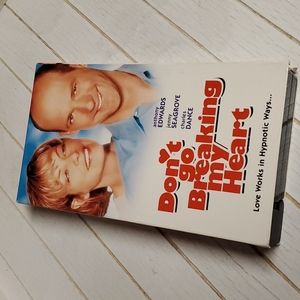 anthony
EDWARDS
jenny
SEAGROVE
charles
DANCE
Don't
go
Breaking
my
Heart
Love Works in Hypnotic Ways...